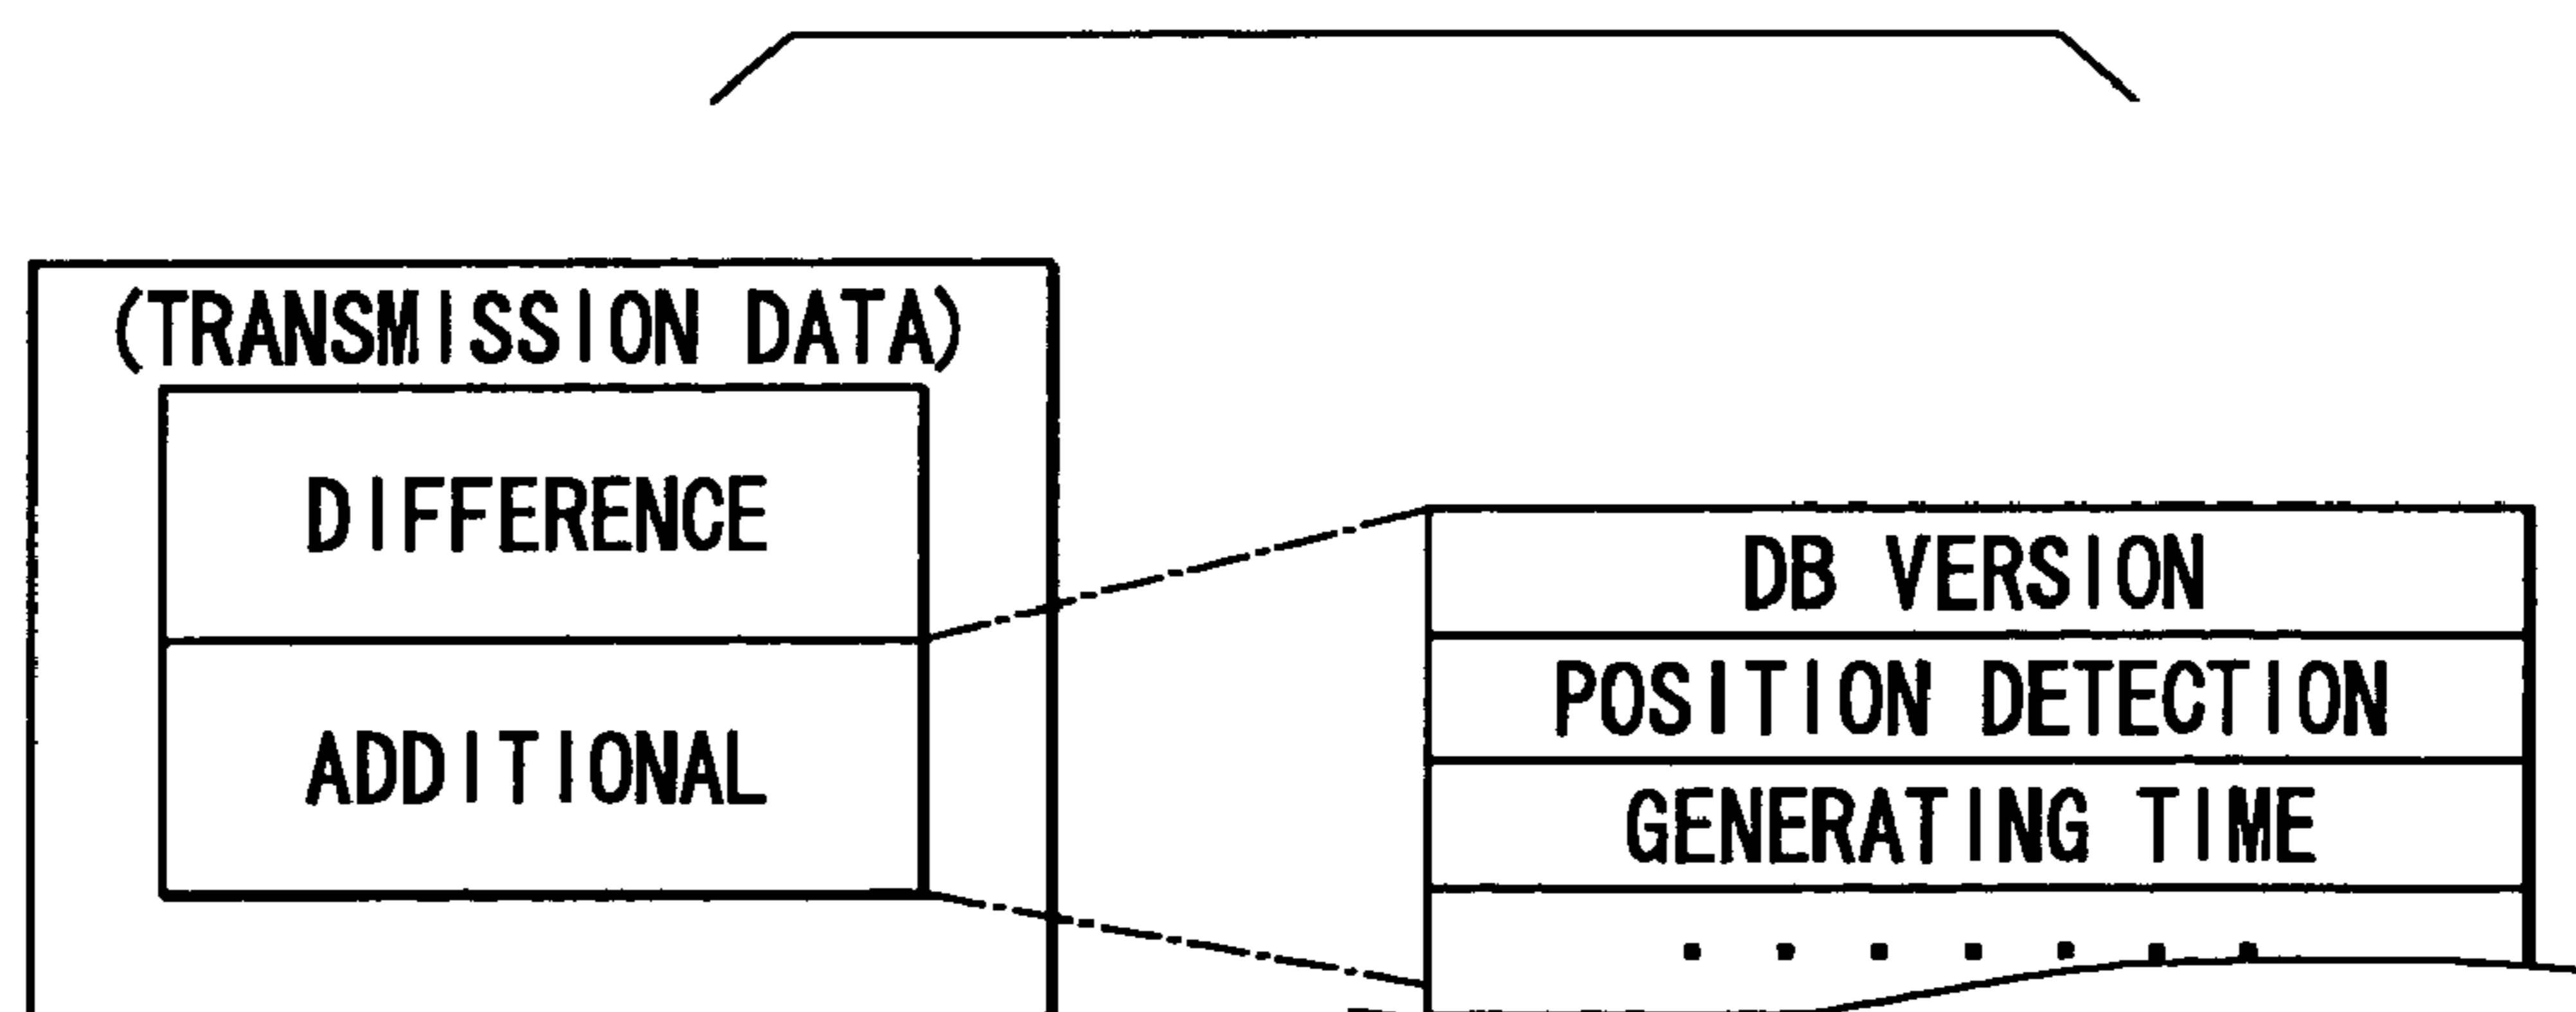 (TRANSMISSION DATA)
DIFFERENCE
ADDITIONAL
DB VERSION
POSITION DETECTION
GENERATING TIME
. . . . . . .